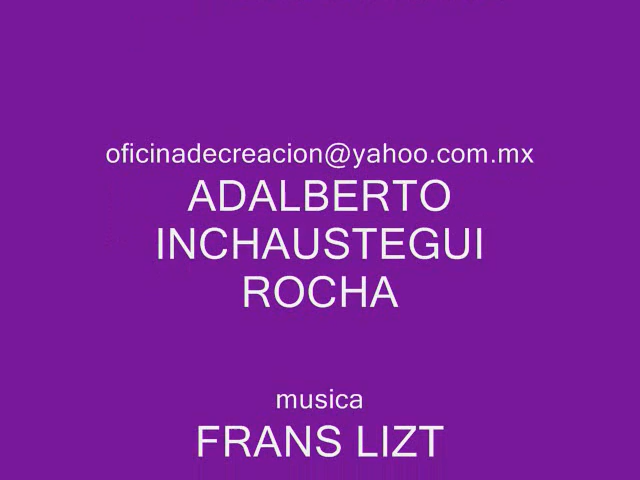 oficinadecreacion@yahoo.com.mx
ADALBERTO
INCHAUSTEGUI
ROCHA
musica
FRANS LIZT